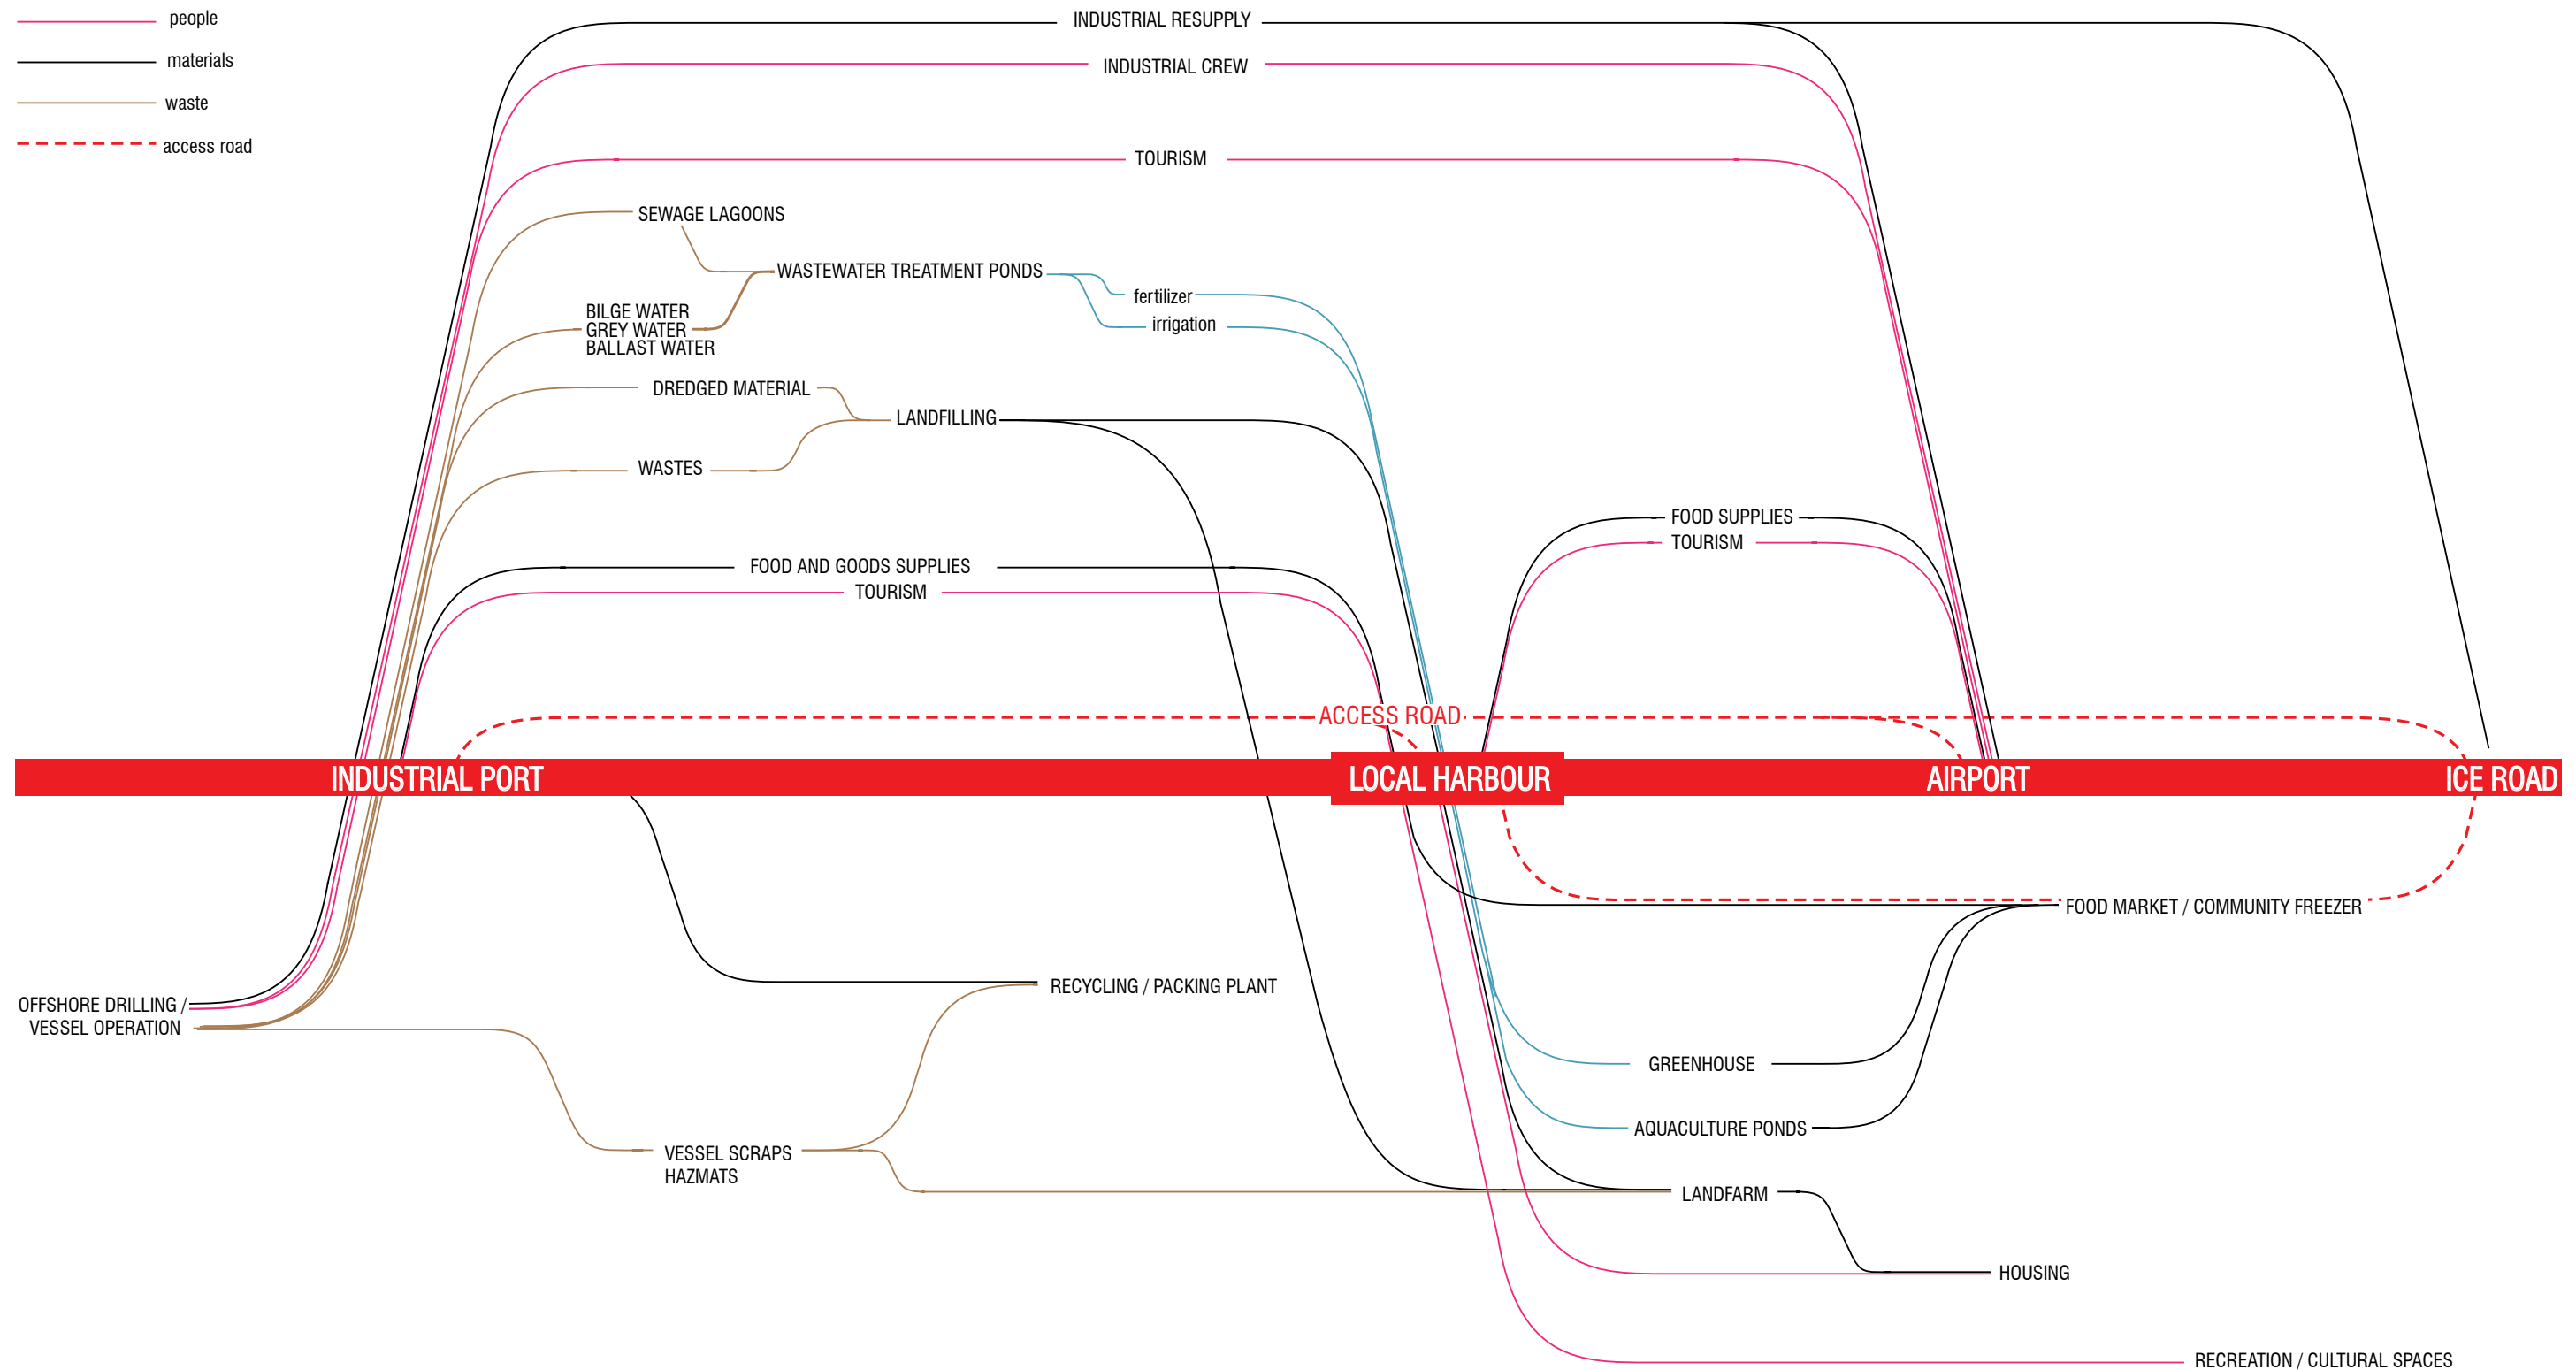 people
materials
waste
access road
INDUSTRIAL RESUPPLY
INDUSTRIAL CREW
TOURISM
SEWAGE LAGOONS
WASTEWATER TREATMENT PONDS
fertilizer
irrigation
BILGE WATER
GREY WATER
BALLAST WATER
DREDGED MATERIAL
LANDFILLING
WASTES
FOOD SUPPLIES
TOURISM
FOOD AND GOODS SUPPLIES
TOURISM
ACCESS ROAD
INDUSTRIAL PORT
LOCAL HARBOUR
AIRPORT
ICE ROAD
FOOD MARKET / COMMUNITY FREEZER
RECYCLING / PACKING PLANT
OFFSHORE DRILLING /
VESSEL OPERATION
GREENHOUSE
AQUACULTURE PONDS
VESSEL SCRAPS
HAZMATS
LANDFARM
HOUSING
RECREATION / CULTURAL SPACES